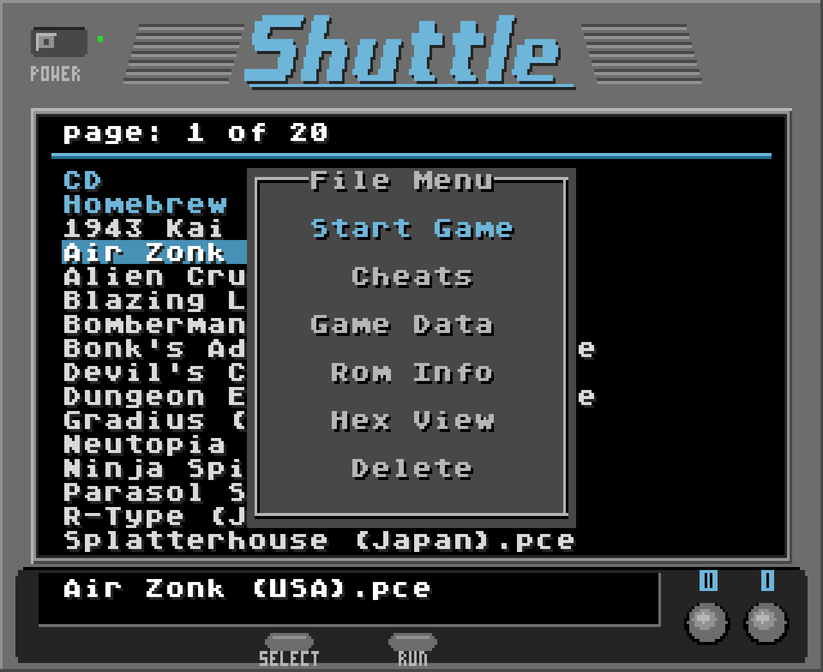 POWER
Shuttle
page: 1 of 20
CD
Homebrew
1943 Kai
Air Zonk
Alien Cru
Blazing L
Bomberman
Bonk's Ad e
Devil's C
Dungeon E e
Gradius (
Neutopia
Ninja Spi
Parasol S
R-Type (J
Splatterhouse (Japan).pce
File Menu
Start Game
Cheats
Game Data
Rom Info
Hex View
Delete
Air Zonk (USA).pce
II I
SELECT RUN